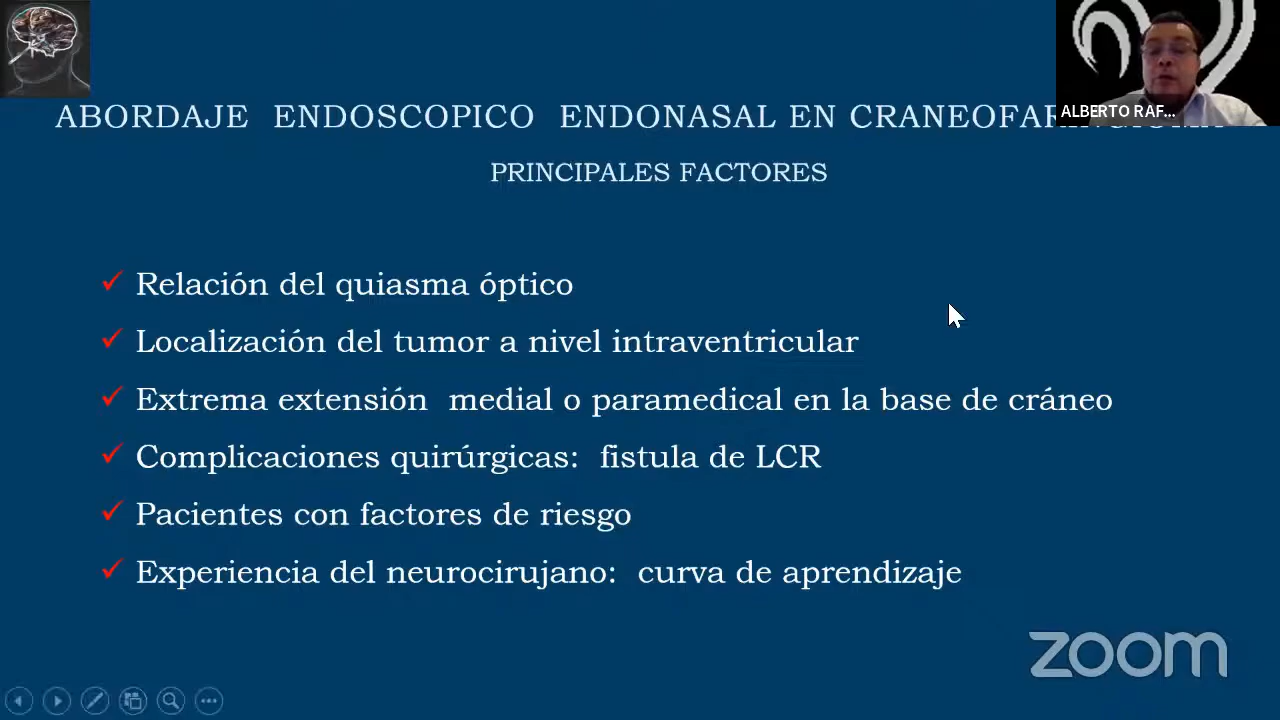 ABORDAJE ENDOSCOPICO ENDONASAL EN
ALBERTO RAF...
PRINCIPALES FACTORES
✓ Relación del quiasma óptico
✓ Localización del tumor a nivel intraventricular
✓ Extrema extensión medial o paramedical en la base de cráneo
✓ Complicaciones quirúrgicas: fistula de LCR
✓ Pacientes con factores de riesgo
✓ Experiencia del neurocirujano: curva de aprendizaje
zoom